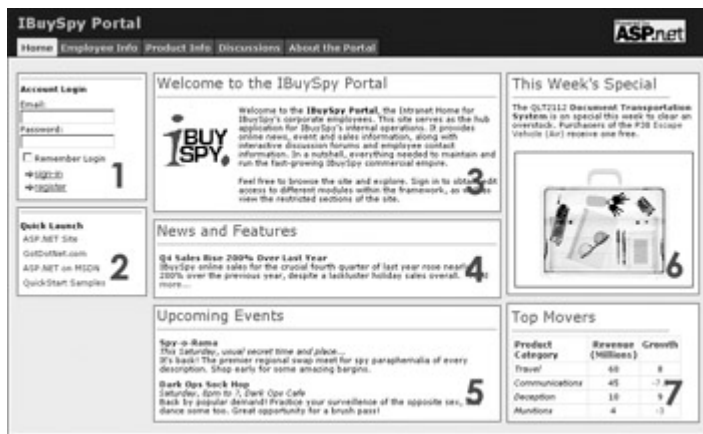 IBuySpy Portal
Powered by
ASP.net
Home Employee Info Product Info Discussions About the Portal
Account Login
Email:
Password:
Remember Login
sign-in
register
1
Quick Launch
ASP.NET Site
GotDotNet.com
ASP.NET on MSDN
QuickStart Samples
2
Welcome to the IBuySpy Portal
iBUY
SPY.
Welcome to the IBuySpy Portal, the Intranet Home for
IBuySpy's corporate employees. This site serves as the hub
application for IBuySpy's internal operations. It provides
online news, event and sales information, along with
interactive discussion forums and employee contact
information. In a nutshell, everything needed to maintain and
run the fast-growing IBuySpy commercial empire.
Feel free to browse the site and explore. Sign in to obtain edit
access to different modules within the framework, as
view the restricted sections of the site.
3
News and Features
Q4 Sales Rise 200% Over Last Year
IBuySpy online sales for the crucial fourth quarter of last year rose
200% over the previous year, despite a lackluster holiday sales overall.
more...
4
Upcoming Events
Spy-o-Rama
This Saturday, usual secret time and place...
It's back! The premier regional swap meet for spy paraphernalia of every
description. Shop early for some amazing bargins.
Dark Ops Sock Hop
Saturday, 8pm to ?, Dark Ops Cafe
Back by popular demand! Practice your surveillence of the opposite sex,
dance some too. Great opportunity for a brush pass!
5
This Week's Special
The QLT2112 Document Transportation
System is on special this week to clear an
overstock. Purchasers of the P38 Escape
Vehicle (Air) receive one free.
6
Top Movers
Product Category Revenue (Millions) Growth
Travel 60 8
Communications 45
Deception 10 9
Munitions 4 -3
7